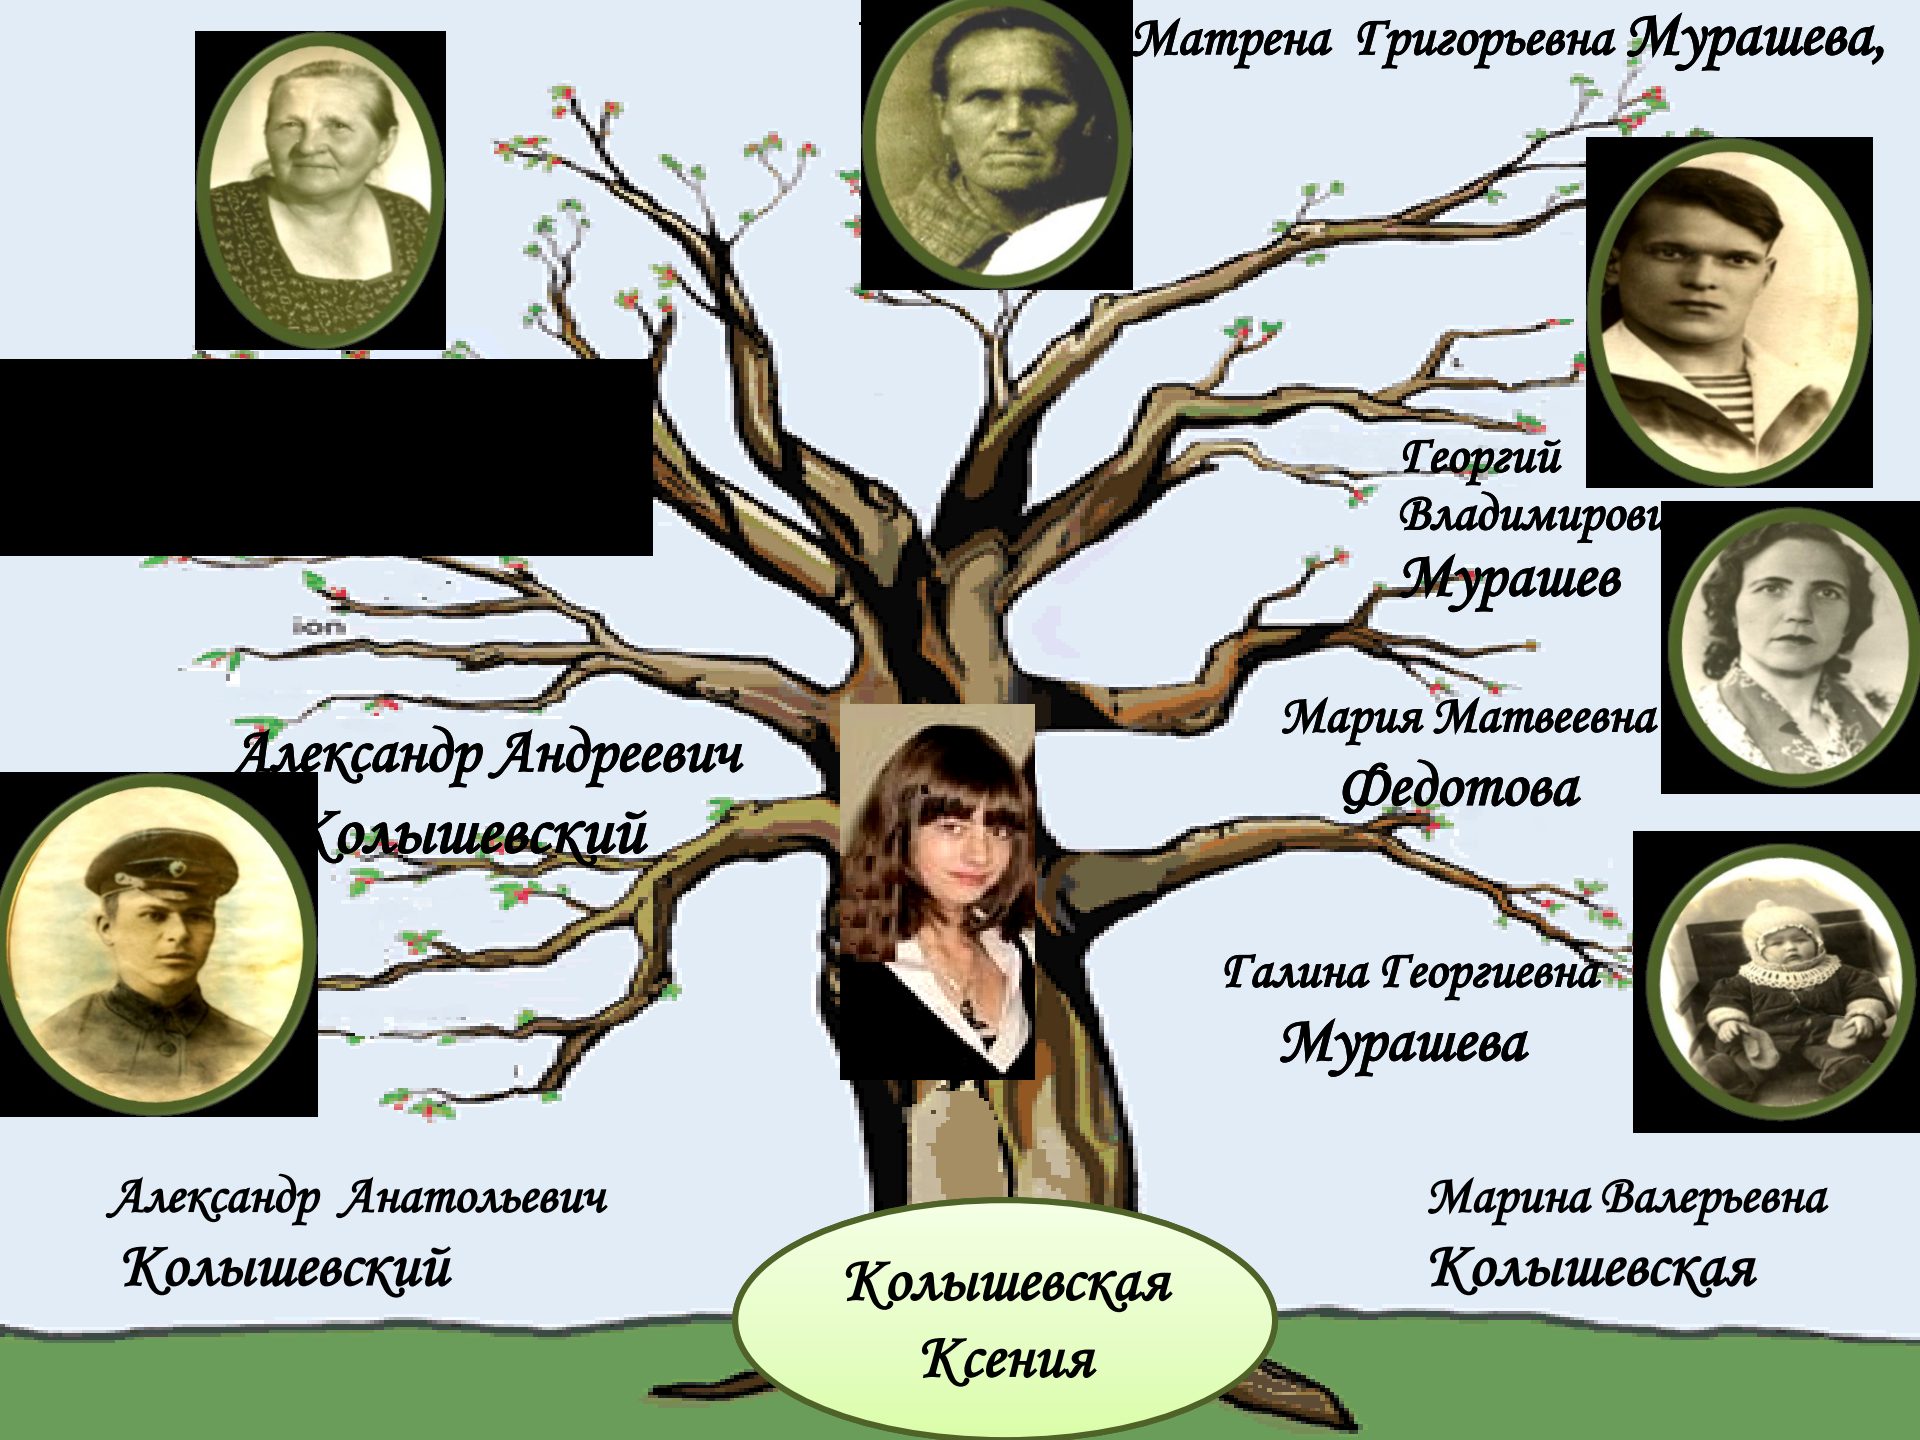 Матрена Григорьевна Мурашева,
Георгий
Владимирови
Мурашев
ion
Мария Матвеевна
Федотова
Александр Андреевич
Колышевский
Галина Георгиевна
Мурашева
Александр Анатольевич
Колышевский
Марина Валерьевна
Колышевская
Колышевская
Ксения